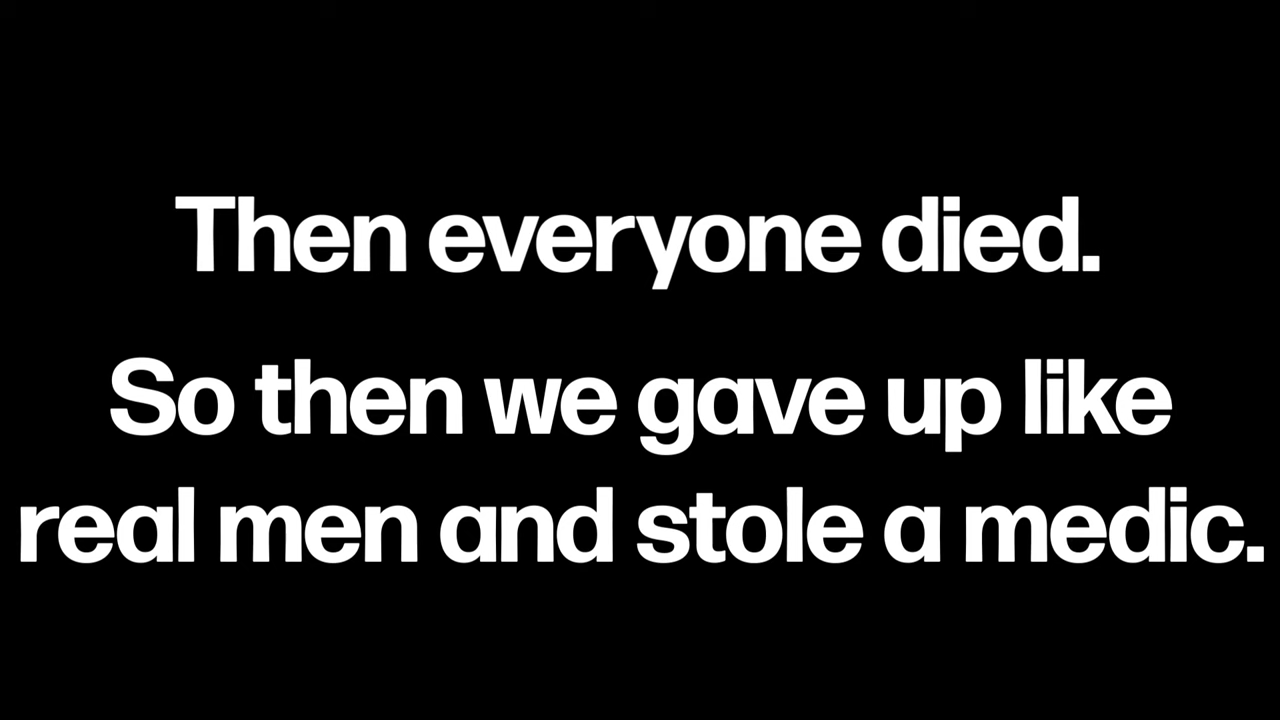 Then everyone died.
So then we gave up like
real men and stole a medic.